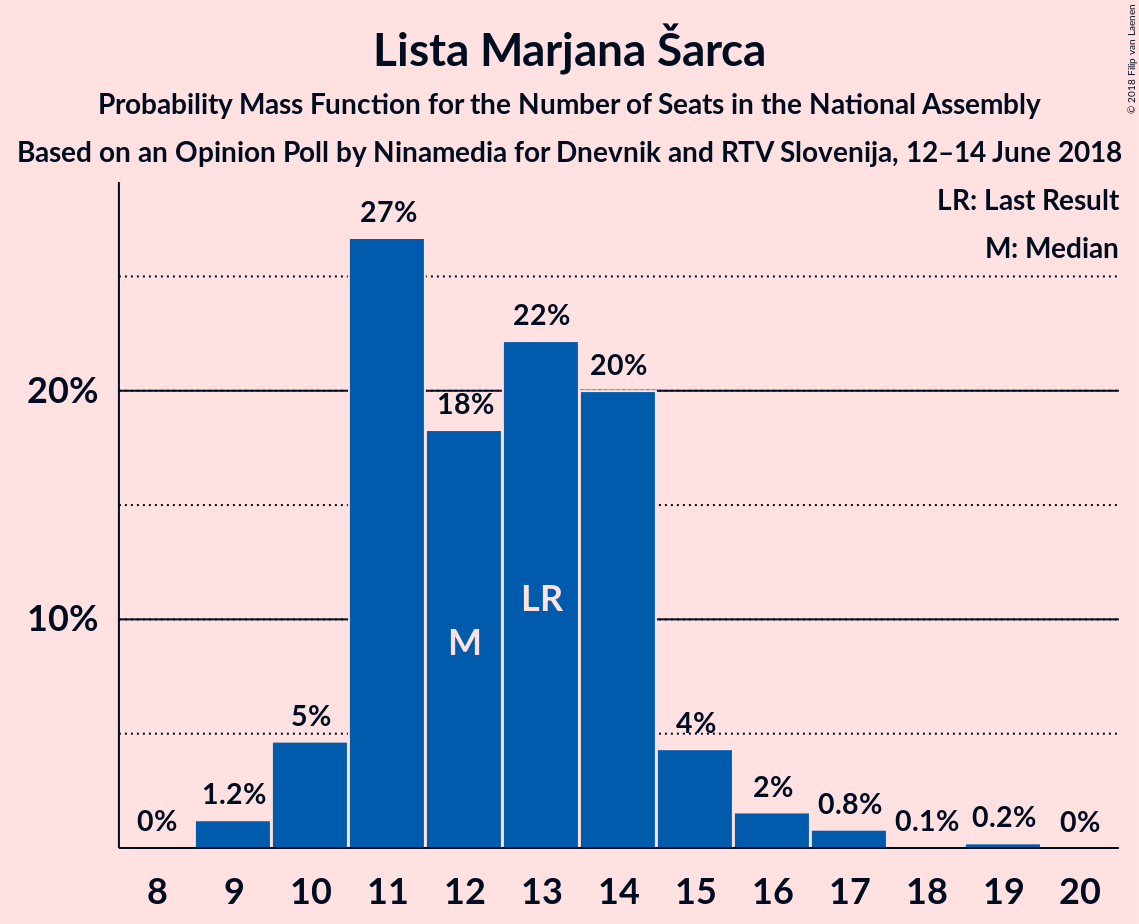 Lista Marjana Šarca
Probability Mass Function for the Number of Seats in the National Assembly
Based on an Opinion Poll by Ninamedia for Dnevnik and RTV Slovenija, 12–14 June 2018
© 2018 Filip van Laenen
LR: Last Result
M: Median
27%
22%
20%
18%
20%
10%
LR
M
5%
4%
2%
1.2%
0.8%
0%
0.1%
0.2%
0%
8 9 10 11 12 13 14 15 16 17 18 19 20